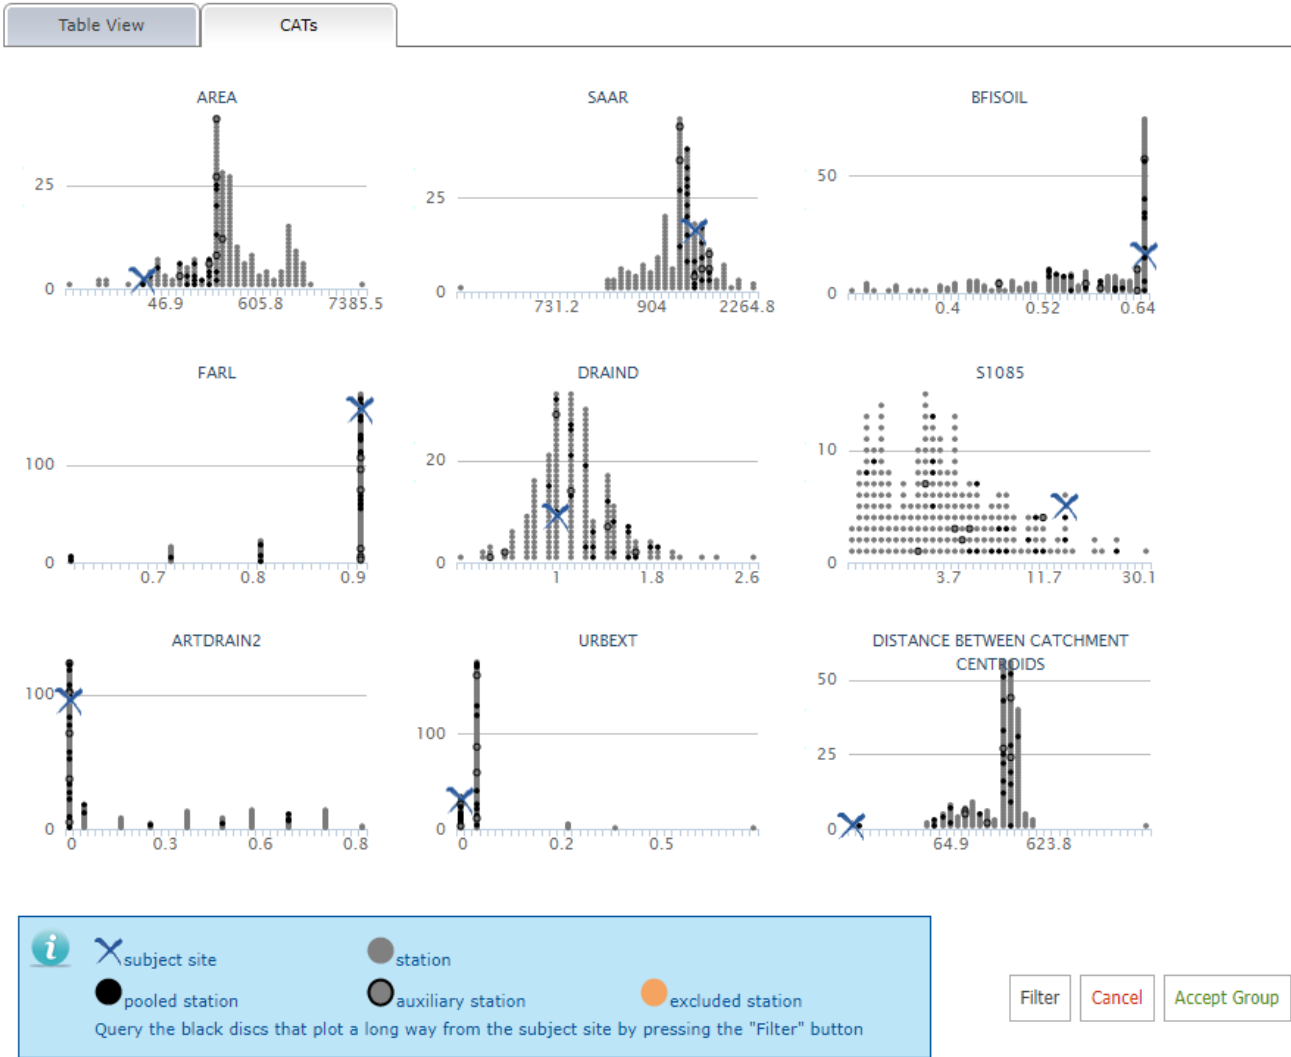 Table View
CATs
AREA
25
0
46.9 605.8 7385.5
SAAR
25
0
731.2 904 2264.8
BFISOIL
50
0
0.4 0.52 0.64
FARL
100
0
0.7 0.8 0.9
DRAIND
20
0
1 1.8 2.6
S1085
10
0
3.7 11.7 30.1
ARTDRAIN2
100
0
0 0.3 0.6 0.8
URBEXT
100
0
0 0.2 0.5
DISTANCE BETWEEN CATCHMENT
CENTROIDS
50
25
0
64.9 623.8
i
subject site
station
pooled station
auxiliary station
excluded station
Query the black discs that plot a long way from the subject site by pressing the "Filter" button
Filter
Cancel
Accept Group